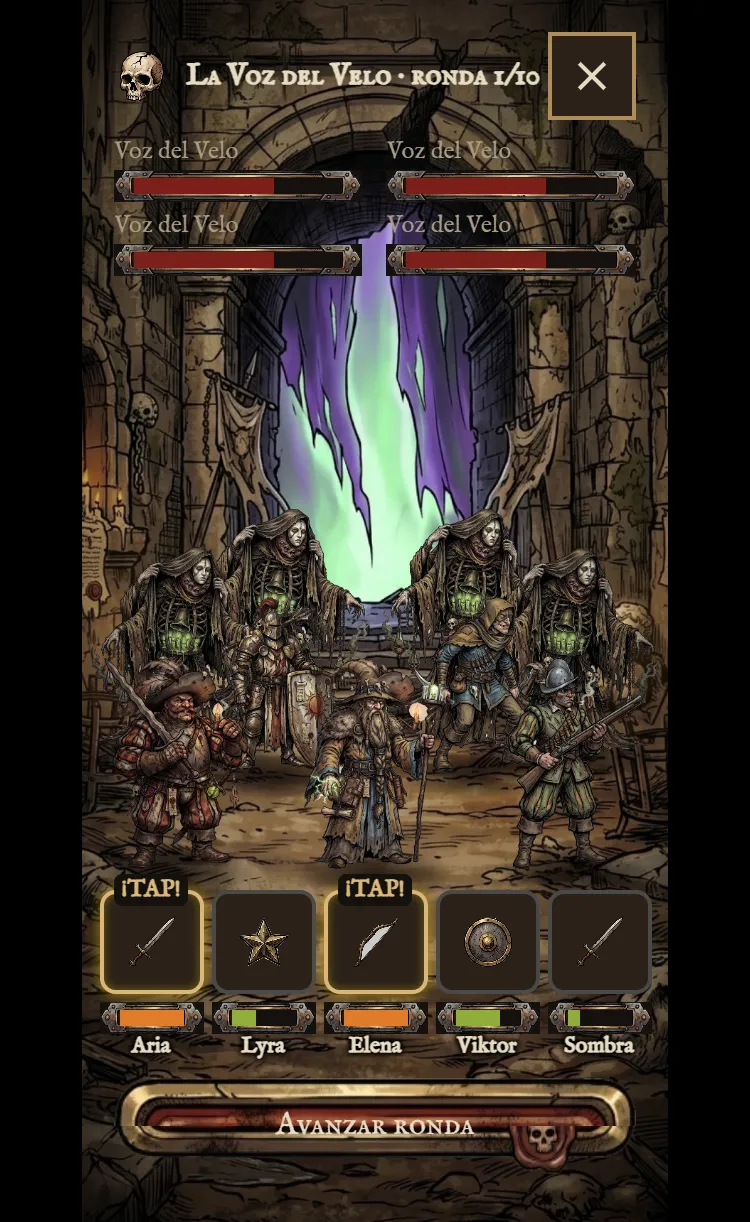 La Voz del Velo · ronda 1/10
Voz del Velo Voz del Velo
Voz del Velo Voz del Velo
¡TAP! ¡TAP!
Aria Lyra Elena Viktor Sombra
Avanzar ronda